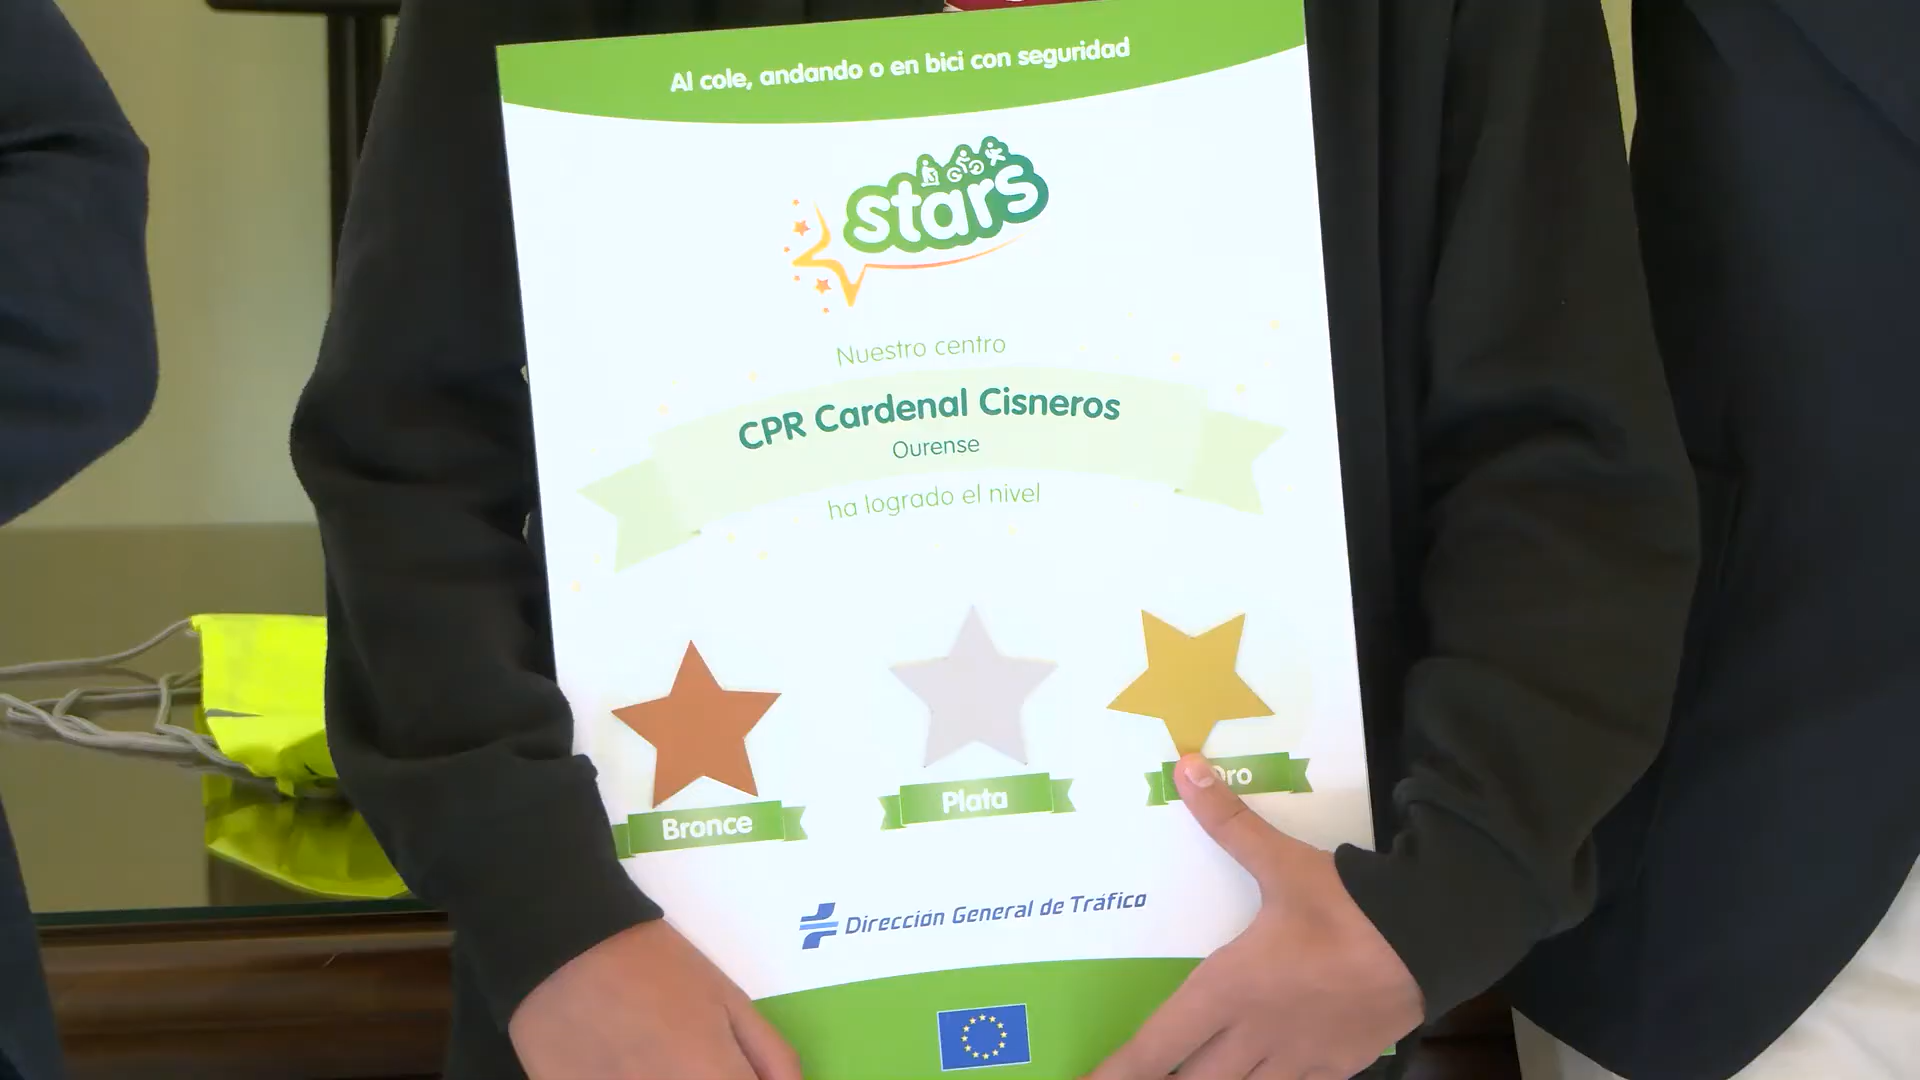 Al cole, andando o en bici con seguridad
stars
Nuestro centro
CPR Cardenal Cisneros
Ourense
ha logrado el nivel
Bronce
Plata
Oro
Dirección General de Tráfico